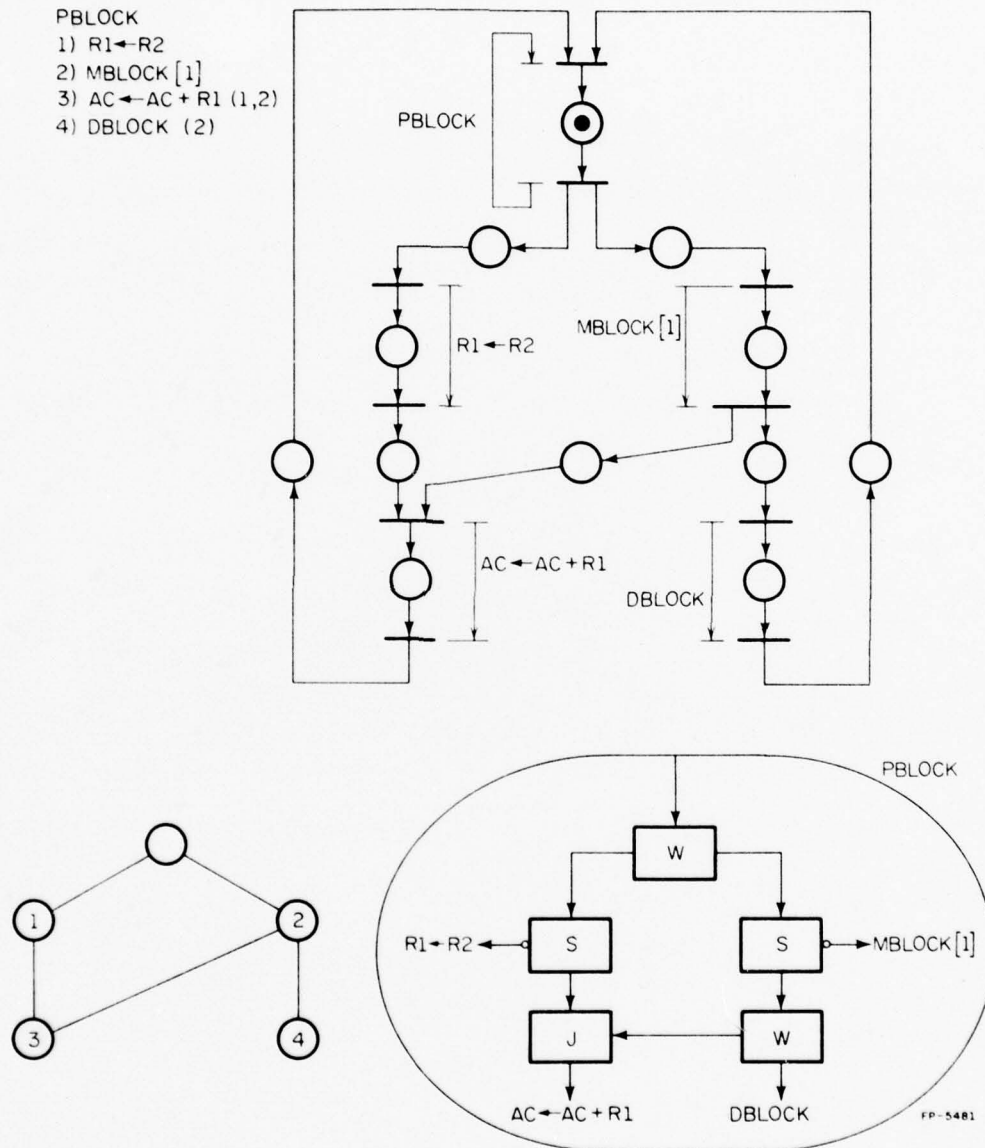 PBLOCK
1) R1←R2
2) MBLOCK[1]
3) AC←AC + R1 (1,2)
4) DBLOCK (2)
PBLOCK
R1←R2
MBLOCK[1]
AC←AC + R1
DBLOCK
PBLOCK
W
1
2
R1←R2
S
S
MBLOCK[1]
3
4
J
W
AC←AC + R1
DBLOCK
FP-5481